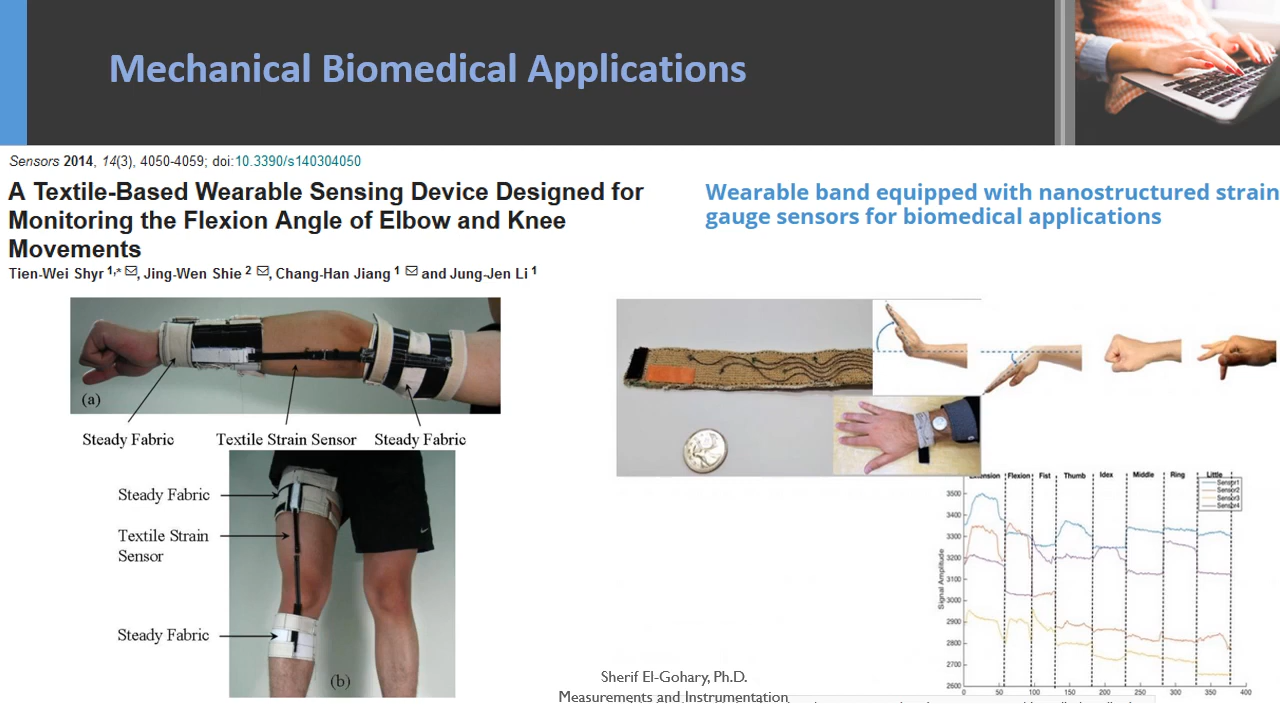 Mechanical Biomedical Applications
Sensors 2014, 14(3), 4050-4059; doi:10.3390/s140304050
A Textile-Based Wearable Sensing Device Designed for
Monitoring the Flexion Angle of Elbow and Knee
Movements
Tien-Wei Shyr 1,* , Jing-Wen Shie 2 , Chang-Han Jiang 1 and Jung-Jen Li 1
(a)
Steady Fabric
Textile Strain Sensor
Steady Fabric
Steady Fabric
Textile Strain
Sensor
Steady Fabric
(b)
Wearable band equipped with nanostructured strain
gauge sensors for biomedical applications
Flexion
Fist
Thumb
Idex
Middle
Ring
Little
Sensor1
Sensor2
Sensor3
Sensor4
Signal Amplitude
3500
3400
3300
3200
3100
3000
2900
2800
2700
2600
0
50
100
150
200
250
300
350
400
Sherif El-Gohary, Ph.D.
Measurements and Instrumentation